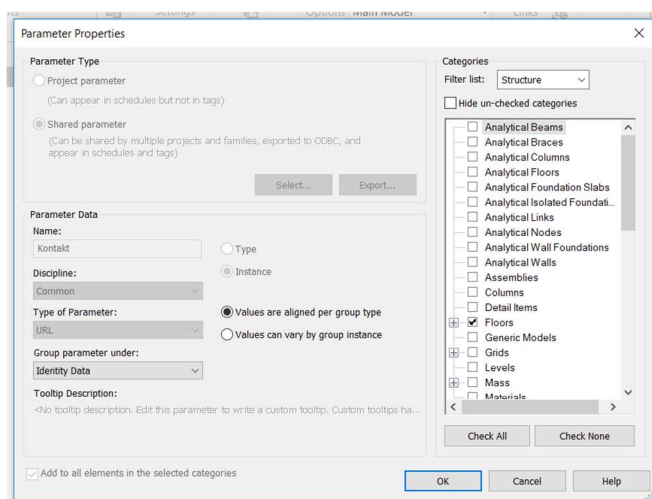 Settings
Options Main Model
Links
Parameter Properties
Parameter Type
Project parameter
(Can appear in schedules but not in tags)
Shared parameter
(Can be shared by multiple projects and families, exported to ODBC, and
appear in schedules and tags)
Select...
Export...
Parameter Data
Name:
Kontakt
Type
Discipline:
Instance
Common
Type of Parameter:
Values are aligned per group type
URL
Values can vary by group instance
Group parameter under:
Identity Data
Tooltip Description:
<No tooltip description. Edit this parameter to write a custom tooltip. Custom tooltips ha...
Add to all elements in the selected categories
Categories
Filter list:
Structure
Hide un-checked categories
Analytical Beams
Analytical Braces
Analytical Columns
Analytical Floors
Analytical Foundation Slabs
Analytical Isolated Foundati...
Analytical Links
Analytical Nodes
Analytical Wall Foundations
Analytical Walls
Assemblies
Columns
Detail Items
Floors
Generic Models
Grids
Levels
Mass
Materials
Check All
Check None
OK
Cancel
Help